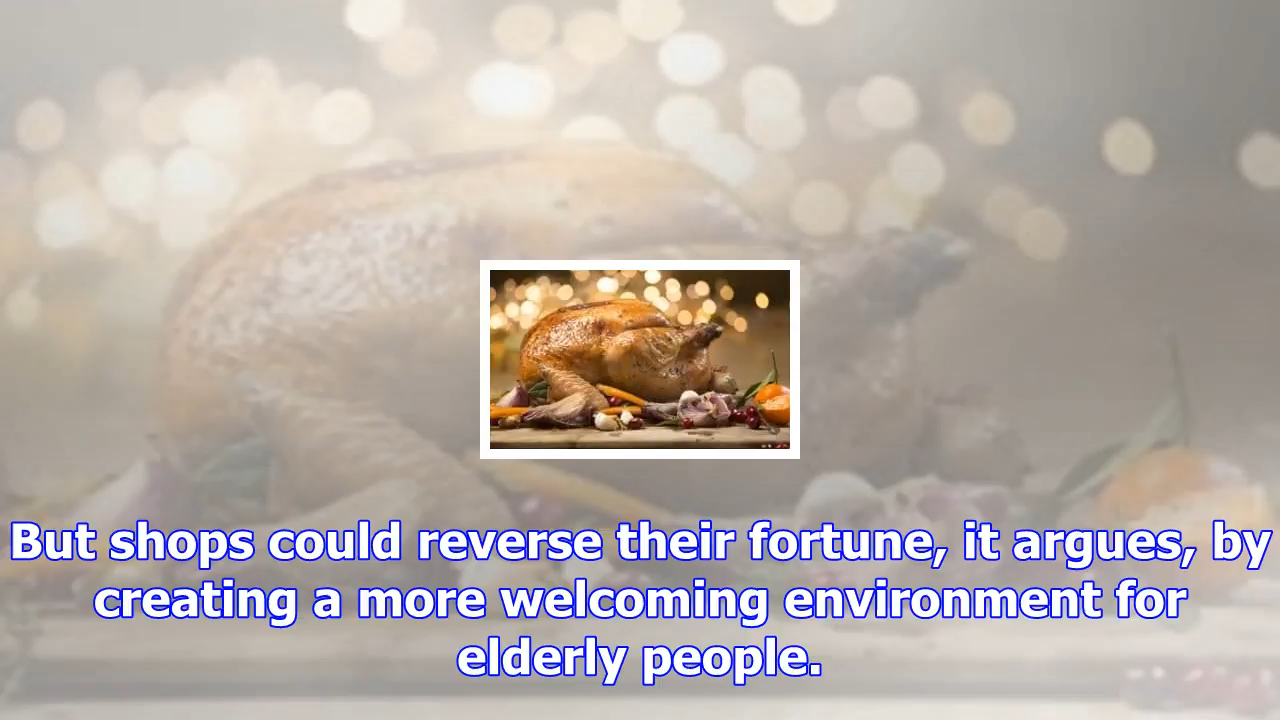 But shops could reverse their fortune, it argues, by
creating a more welcoming environment for
elderly people.